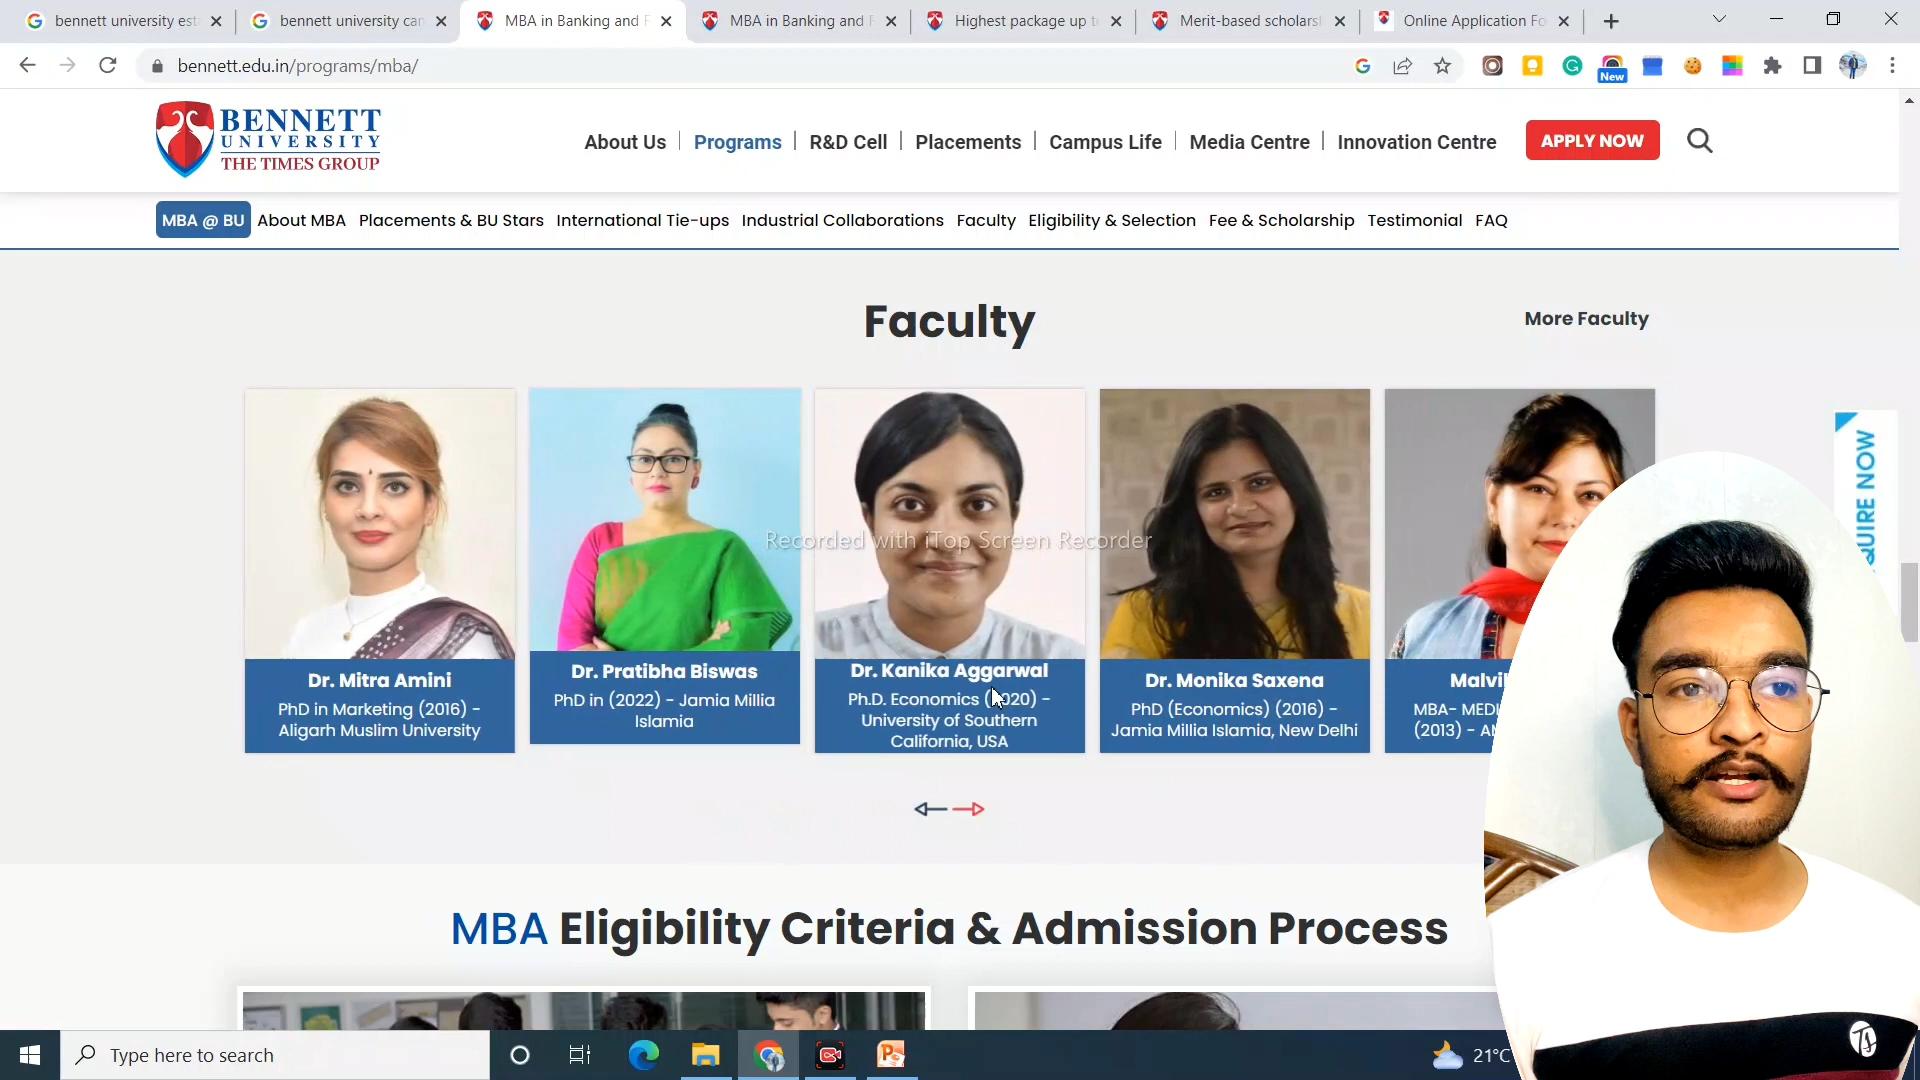 bennett university est
bennett university can
MBA in Banking and F
MBA in Banking and F
Highest package up t
Merit-based scholars
Online Application Fo
bennett.edu.in/programs/mba/
New
BENNETT
UNIVERSITY
THE TIMES GROUP
About Us
Programs
R&D Cell
Placements
Campus Life
Media Centre
Innovation Centre
APPLY NOW
MBA @ BU
About MBA
Placements & BU Stars
International Tie-ups
Industrial Collaborations
Faculty
Eligibility & Selection
Fee & Scholarship
Testimonial
FAQ
Faculty
More Faculty
QUIRE NOW
Recorded with iTop Screen Recorder
Dr. Mitra Amini
PhD in Marketing (2016) -
Aligarh Muslim University
Dr. Pratibha Biswas
PhD in (2022) - Jamia Millia
Islamia
Dr. Kanika Aggarwal
Ph.D. Economics (2020) -
University of Southern
California, USA
Dr. Monika Saxena
PhD (Economics) (2016) -
Jamia Millia Islamia, New Delhi
MBA- MEDI
(2013) -
MBA Eligibility Criteria & Admission Process
Type here to search
21°C